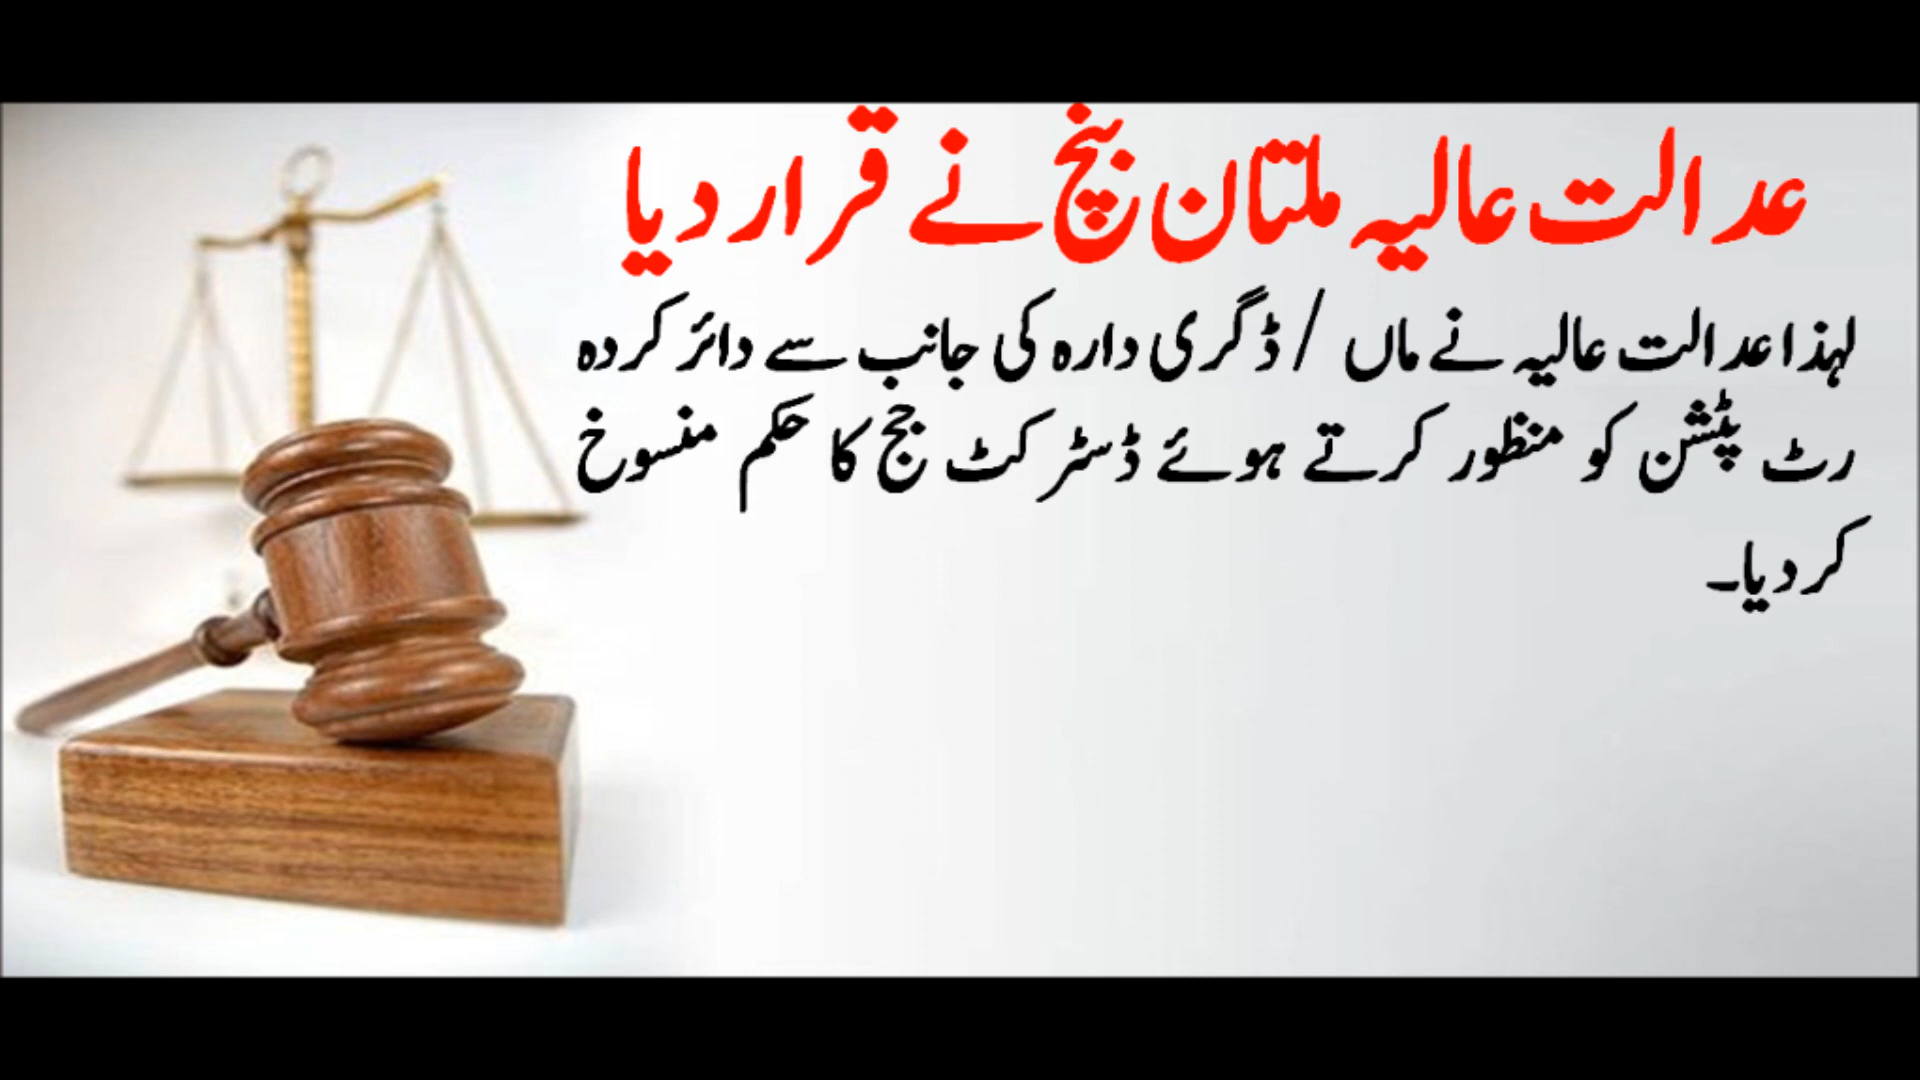 عدالت عالیہ ملتان بنچ نے قرار دیا
لہذا عدالت عالیہ نے ماں / ڈگری دارہ کی جانب سے دائر کردہ
رٹ پٹشن کو منظور کرتے ہوئے ڈسٹرکٹ جج کا حکم منسوخ
کر دیا۔